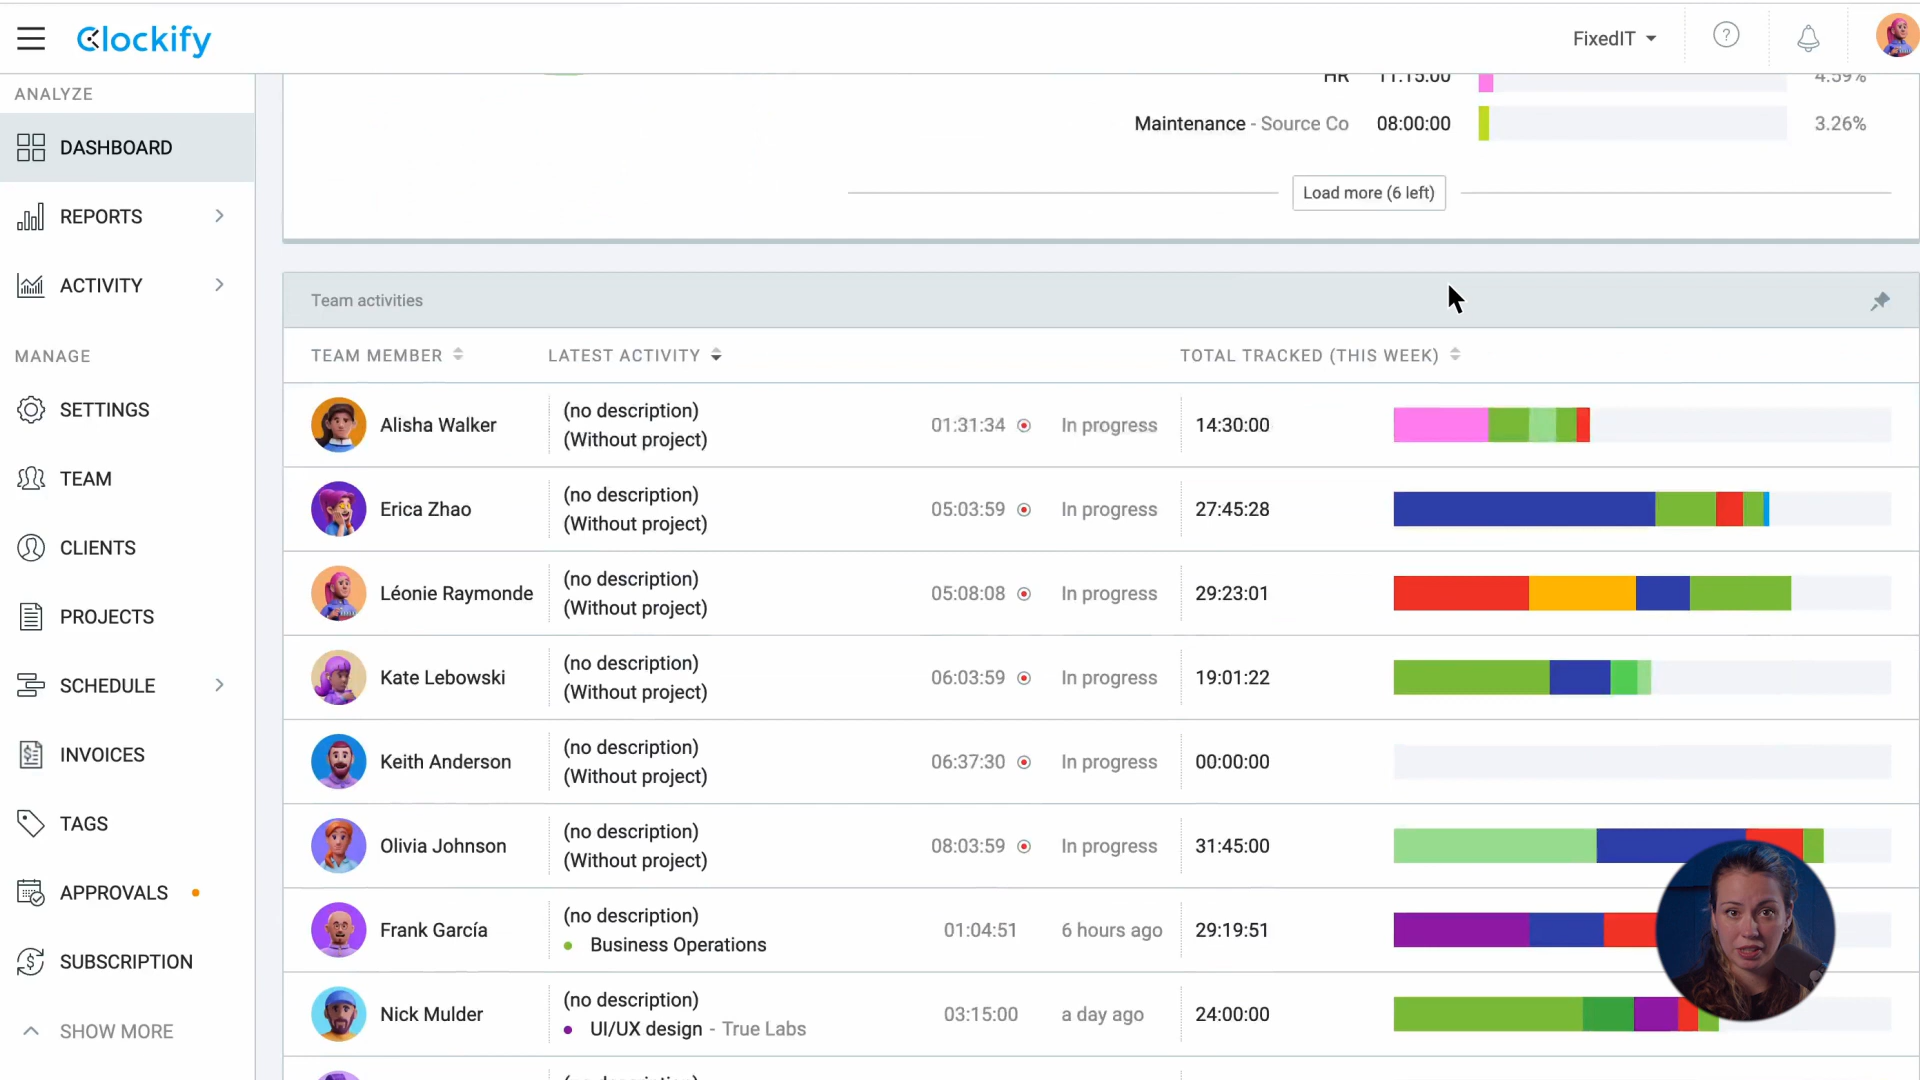 Clockify
FixedIT
ANALYZE
DASHBOARD
REPORTS
ACTIVITY
MANAGE
SETTINGS
TEAM
CLIENTS
PROJECTS
SCHEDULE
INVOICES
TAGS
APPROVALS
SUBSCRIPTION
SHOW MORE
HR 11:15:00 4.59%
Maintenance - Source Co 08:00:00 3.26%
Load more (6 left)
Team activities
TEAM MEMBER LATEST ACTIVITY TOTAL TRACKED (THIS WEEK)
Alisha Walker (no description) 01:31:34 In progress 14:30:00
(Without project)
Erica Zhao (no description) 05:03:59 In progress 27:45:28
(Without project)
Léonie Raymonde (no description) 05:08:08 In progress 29:23:01
(Without project)
Kate Lebowski (no description) 06:03:59 In progress 19:01:22
(Without project)
Keith Anderson (no description) 06:37:30 In progress 00:00:00
(Without project)
Olivia Johnson (no description) 08:03:59 In progress 31:45:00
(Without project)
Frank García (no description) 01:04:51 6 hours ago 29:19:51
Business Operations
Nick Mulder (no description) 03:15:00 a day ago 24:00:00
UI/UX design - True Labs